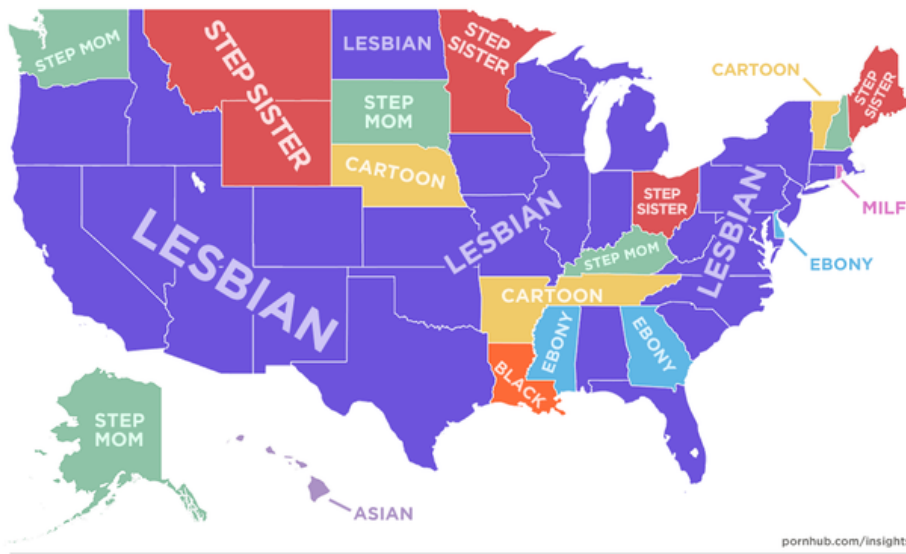 STEP MOM
STEP SISTER
LESBIAN
STEP
SISTER
STEP
MOM
CARTOON
CARTOON
STEP
SISTER
MILF
EBONY
STEP
SISTER
STEP MOM
LESBIAN
LESBIAN
LESBIAN
CARTOON
EBONY
EBONY
BLACK
STEP
MOM
ASIAN
pornhub.com/insights